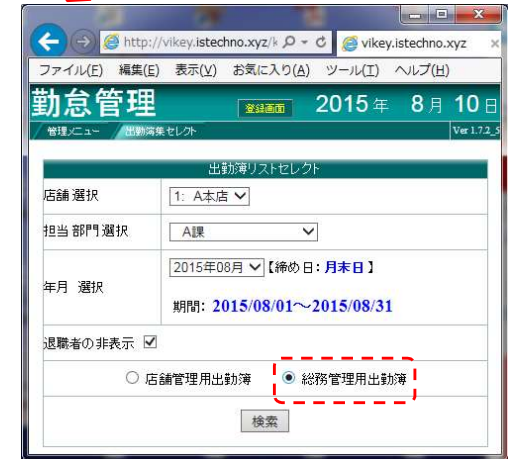 http://vikey.istechno.xyz/k
vikey.istechno.xyz
ファイル(F) 編集(E) 表示(V) お気に入り(A) ツール(T) ヘルプ(H)
勤怠管理 登録画面 2015年 8月 10日
管理メニュー 出勤簿集セレクト Ver 1.7.2_5
出勤簿リストセレクト
店舗選択 1: A本店
担当部門選択 A課
年月 選択 2015年08月【締め日:月末日】
期間: 2015/08/01~2015/08/31
退職者の非表示
店舗管理用出勤簿 総務管理用出勤簿
検索